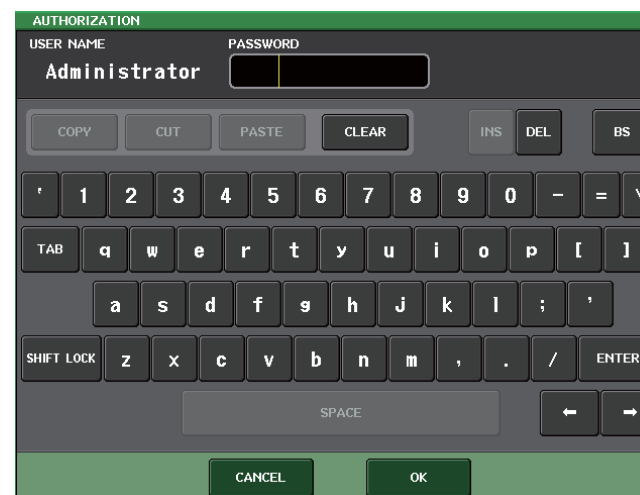 AUTHORIZATION
USER NAME PASSWORD
Administrator
COPY CUT PASTE CLEAR INS DEL BS
' 1 2 3 4 5 6 7 8 9 0 - = \
TAB q w e r t y u i o p [ ]
a s d f g h j k l ; '
SHIFT LOCK z x c v b n m , . / ENTER
SPACE ← →
CANCEL OK